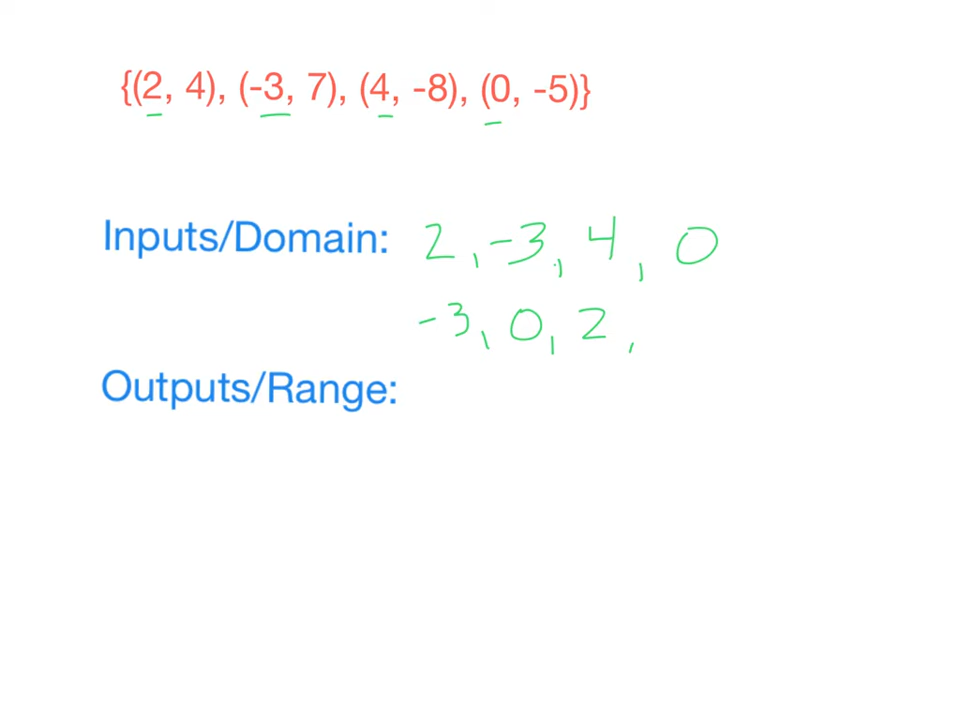 {(2, 4), (-3, 7), (4, -8), (0, -5)}
Inputs/Domain: 2, -3, 4, 0
-3, 0, 2,
Outputs/Range: